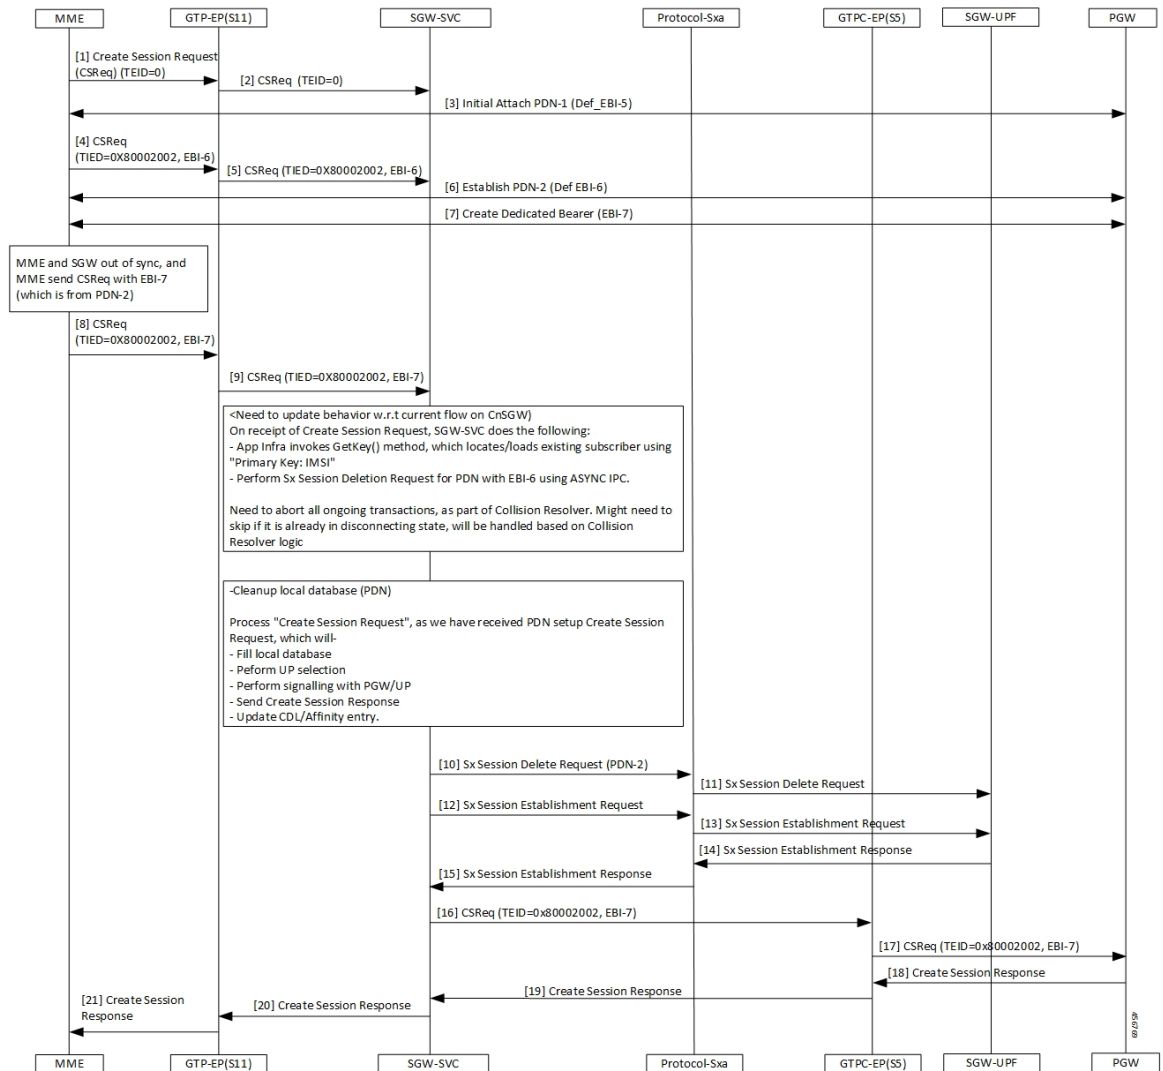 MME
GTP-EP(S11)
SGW-SVC
Protocol-Sxa
GTPC-EP(S5)
SGW-UPF
PGW
[1] Create Session Request
(CSReq) (TEID=0)
[2] CSReq (TEID=0)
[3] Initial Attach PDN-1 (Def_EBI-5)
[4] CSReq
(TIED=0X80002002, EBI-6)
[5] CSReq (TIED=0X80002002, EBI-6)
[6] Establish PDN-2 (Def EBI-6)
[7] Create Dedicated Bearer (EBI-7)
MME and SGW out of sync, and
MME send CSReq with EBI-7
(which is from PDN-2)
[8] CSReq
(TIED=0X80002002, EBI-7)
[9] CSReq (TIED=0X80002002, EBI-7)
<Need to update behavior w.r.t current flow on CnSGW)
On receipt of Create Session Request, SGW-SVC does the following:
- App Infra invokes GetKey() method, which locates/loads existing subscriber using
"Primary Key: IMSI"
- Perform Sx Session Deletion Request for PDN with EBI-6 using ASYNC IPC.
Need to abort all ongoing transactions, as part of Collision Resolver. Might need to
skip if it is already in disconnecting state, will be handled based on Collision
Resolver logic
-Cleanup local database (PDN)
Process "Create Session Request", as we have received PDN setup Create Session
Request, which will-
- Fill local database
- Peform UP selection
- Perform signalling with PGW/UP
- Send Create Session Response
- Update CDL/Affinity entry.
[10] Sx Session Delete Request (PDN-2)
[11] Sx Session Delete Request
[12] Sx Session Establishment Request
[13] Sx Session Establishment Request
[14] Sx Session Establishment Response
[15] Sx Session Establishment Response
[16] CSReq (TEID=0x80002002, EBI-7)
[17] CSReq (TEID=0x80002002, EBI-7)
[18] Create Session Response
[19] Create Session Response
[20] Create Session Response
[21] Create Session
Response
MME
GTP-EP(S11)
SGW-SVC
Protocol-Sxa
GTPC-EP(S5)
SGW-UPF
PGW